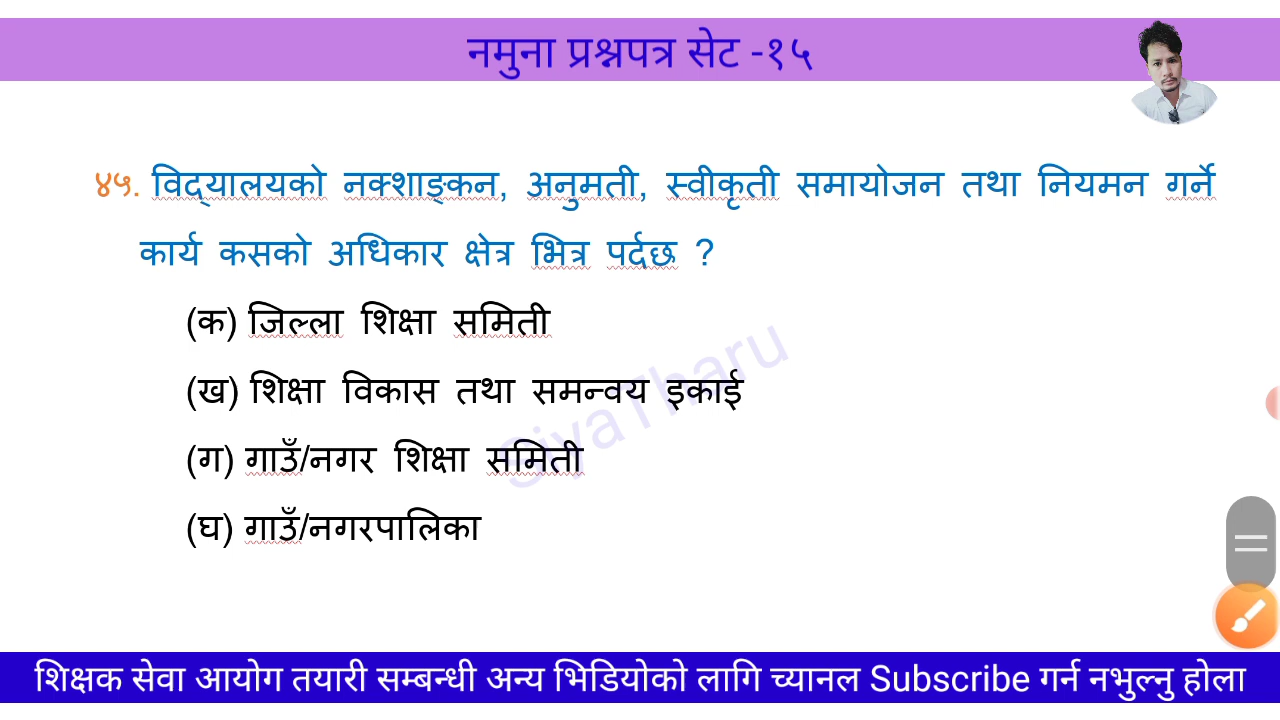 नमुना प्रश्नपत्र सेट -१५
४५. विद्यालयको नक्शाङ्कन, अनुमती, स्वीकृती समायोजन तथा नियमन गर्ने
कार्य कसको अधिकार क्षेत्र भित्र पर्दछ ?
(क) जिल्ला शिक्षा समिती
(ख) शिक्षा विकास तथा समन्वय इकाई
(ग) गाउँ/नगर शिक्षा समिती
(घ) गाउँ/नगरपालिका
SiyaTharu
शिक्षक सेवा आयोग तयारी सम्बन्धी अन्य भिडियोको लागि च्यानल Subscribe गर्न नभुल्नु होला